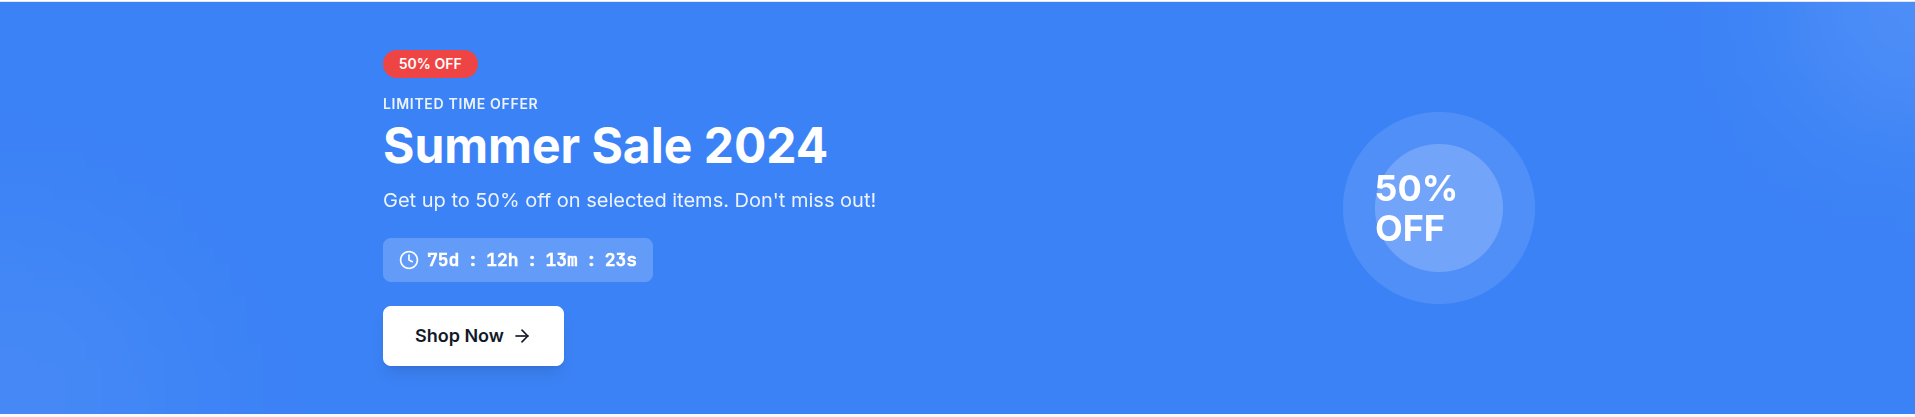 50% OFF
LIMITED TIME OFFER
Summer Sale 2024
Get up to 50% off on selected items. Don't miss out!
75d : 12h : 13m : 23s
Shop Now
50%
OFF